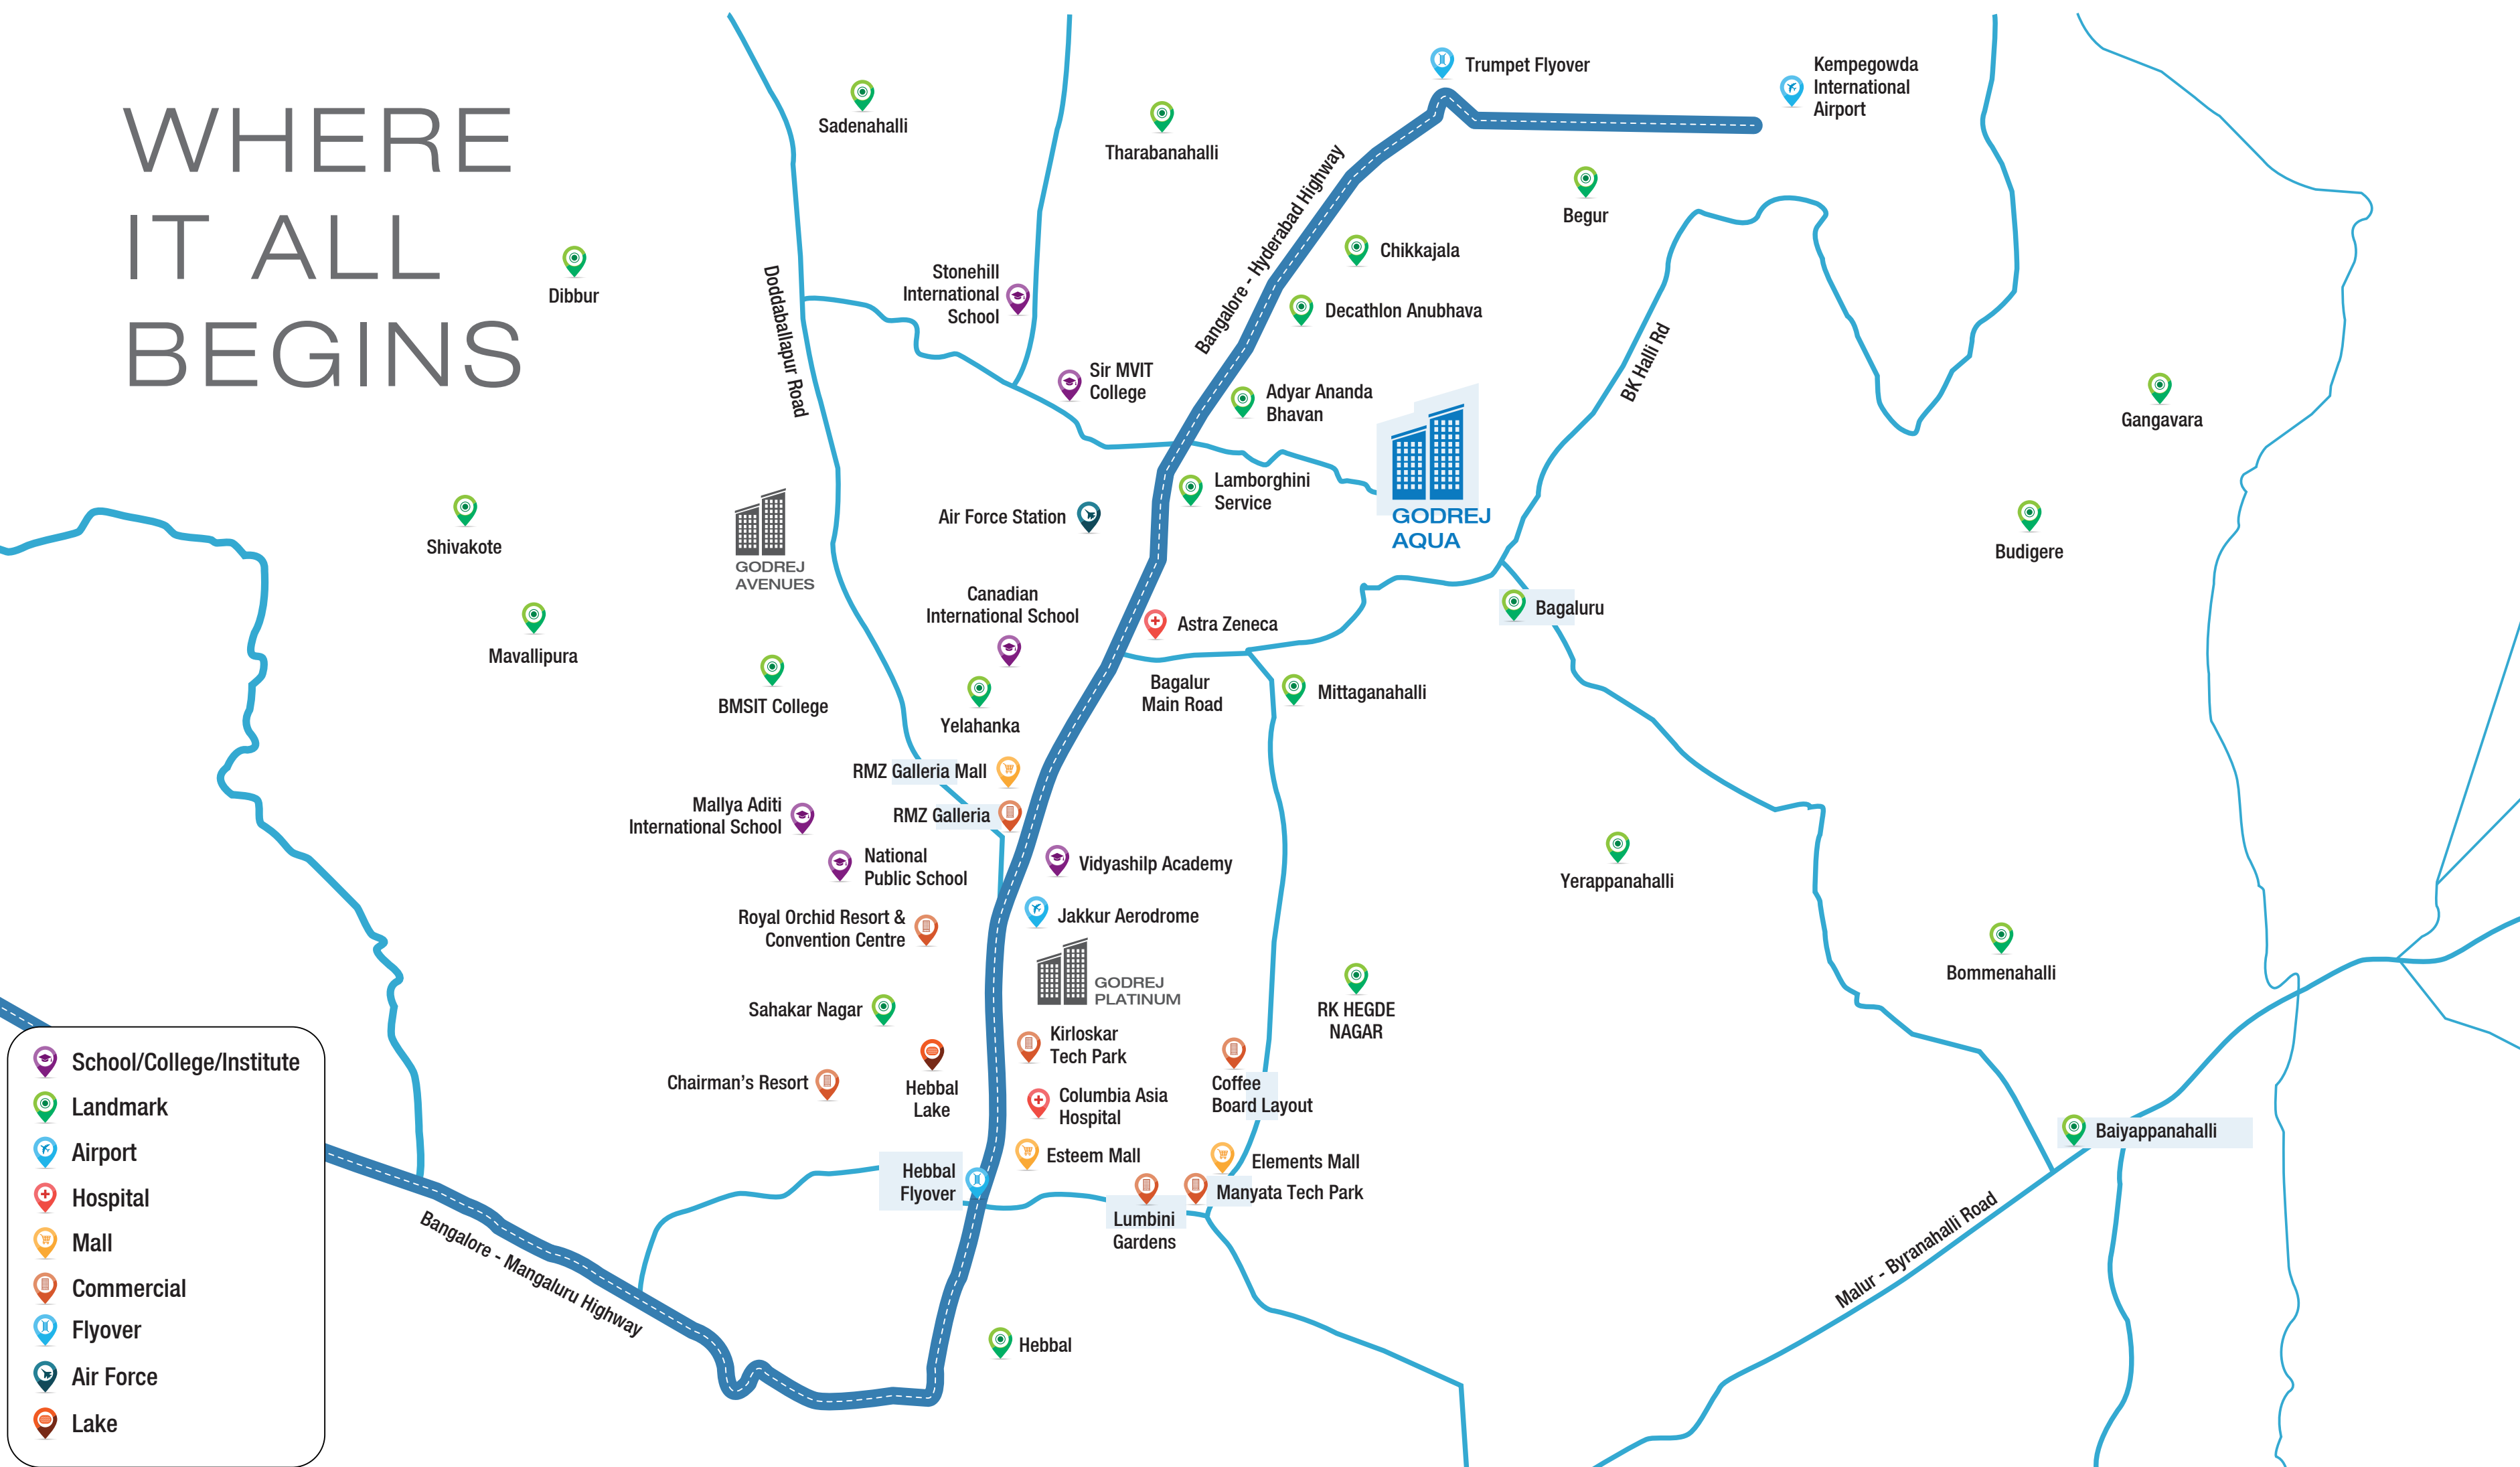 WHERE
IT ALL
BEGINS
Trumpet Flyover
Kempegowda
International
Airport
Sadenahalli
Tharabanahalli
Begur
Bangalore - Hyderabad Highway
Chikkajala
Dibbur
Doddaballapur Road
Stonehill
International
School
Decathlon Anubhava
BK Halli Rd
Sir MVIT
College
Adyar Ananda
Bhavan
Gangavara
Lamborghini
Service
GODREJ
AQUA
Air Force Station
Shivakote
Budigere
GODREJ
AVENUES
Canadian
International School
Astra Zeneca
Bagaluru
Mavallipura
BMSIT College
Yelahanka
Bagalur
Main Road
Mittaganahalli
RMZ Galleria Mall
Mallya Aditi
International School
RMZ Galleria
National
Public School
Vidyashilp Academy
Yerappanahalli
Royal Orchid Resort &
Convention Centre
Jakkur Aerodrome
Bommenahalli
GODREJ
PLATINUM
Sahakar Nagar
RK HEGDE
NAGAR
Kirloskar
Tech Park
Chairman's Resort
Hebbal
Lake
Coffee
Board Layout
Columbia Asia
Hospital
Baiyappanahalli
Esteem Mall
Elements Mall
Hebbal
Flyover
Manyata Tech Park
Lumbini
Gardens
Malur - Byranahalli Road
Bangalore - Mangaluru Highway
Hebbal
School/College/Institute
Landmark
Airport
Hospital
Mall
Commercial
Flyover
Air Force
Lake